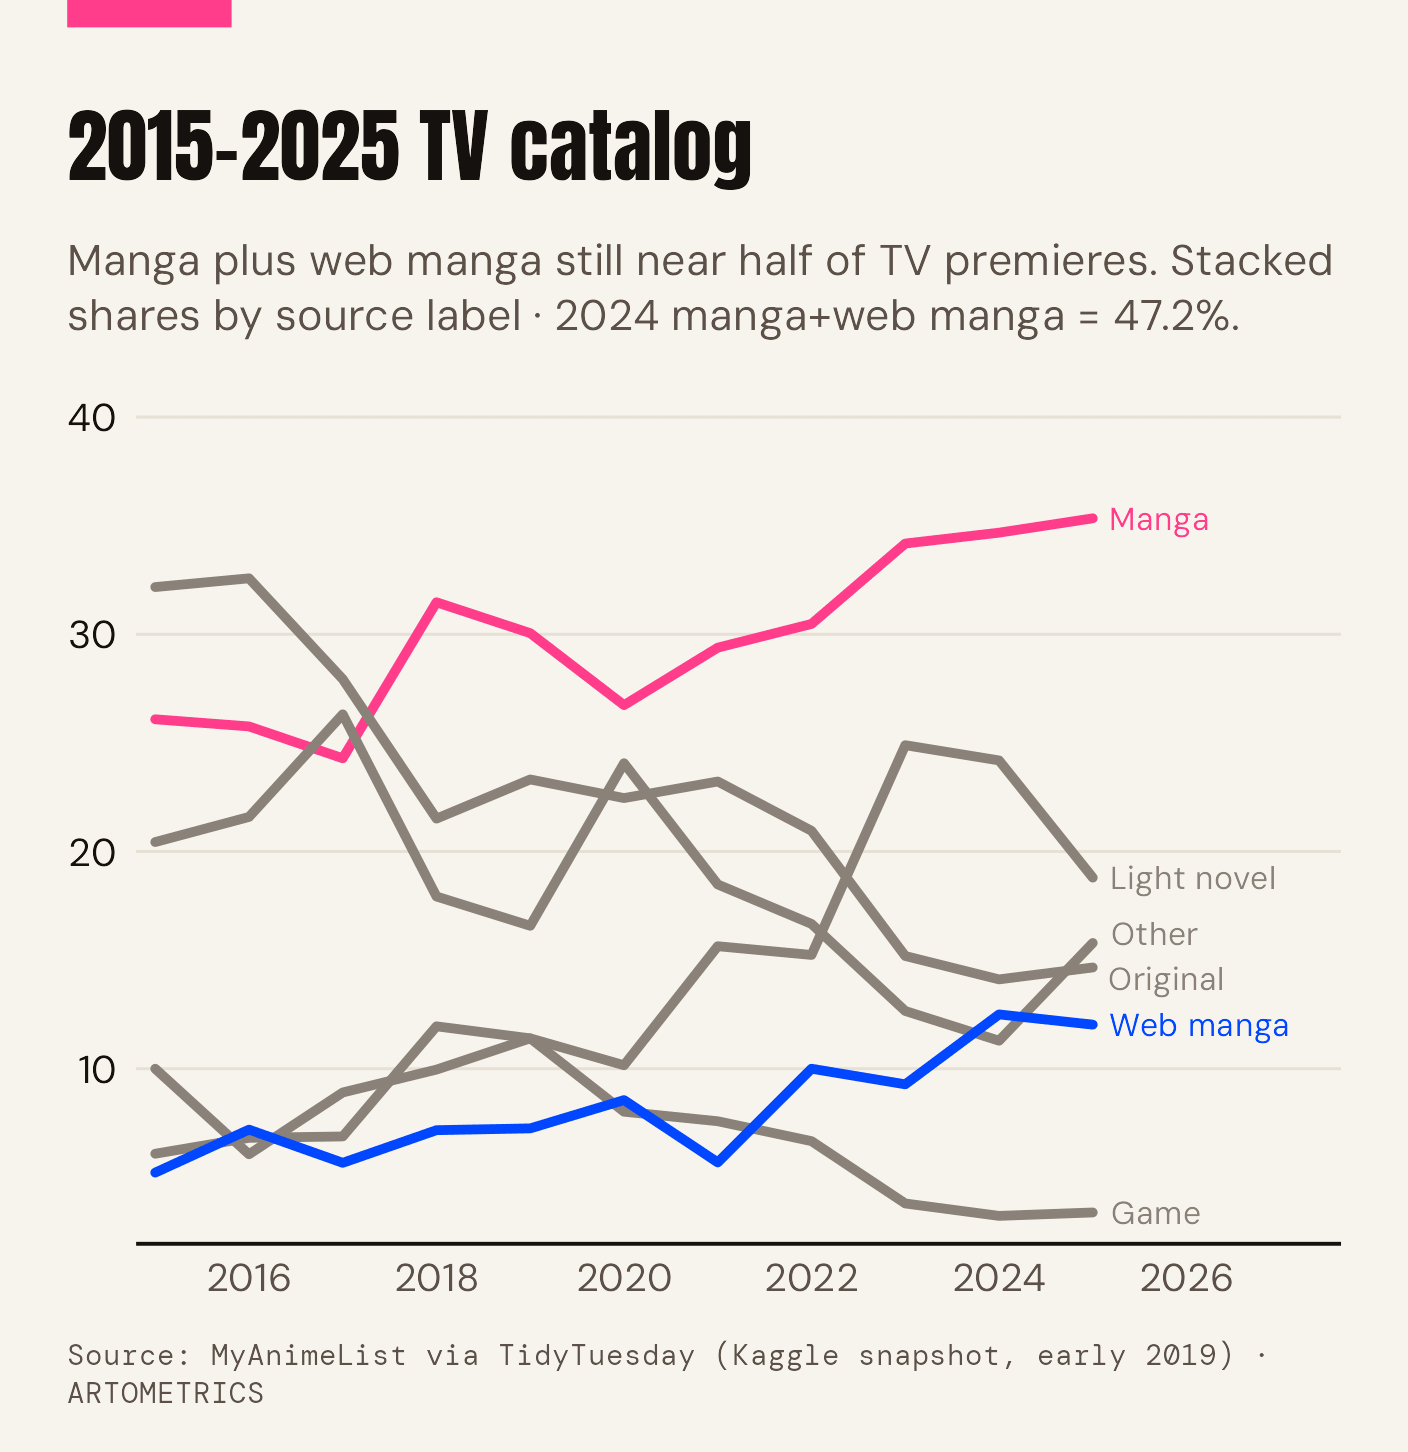 2015–2025 TV catalog
Manga plus web manga still near half of TV premieres. Stacked
shares by source label · 2024 manga+web manga = 47.2%.
40
Manga
30
20
Light novel
Other
Original
Web manga
10
Game
2016 2018 2020 2022 2024 2026
Source: MyAnimeList via TidyTuesday (Kaggle snapshot, early 2019) ·
ARTOMETRICS